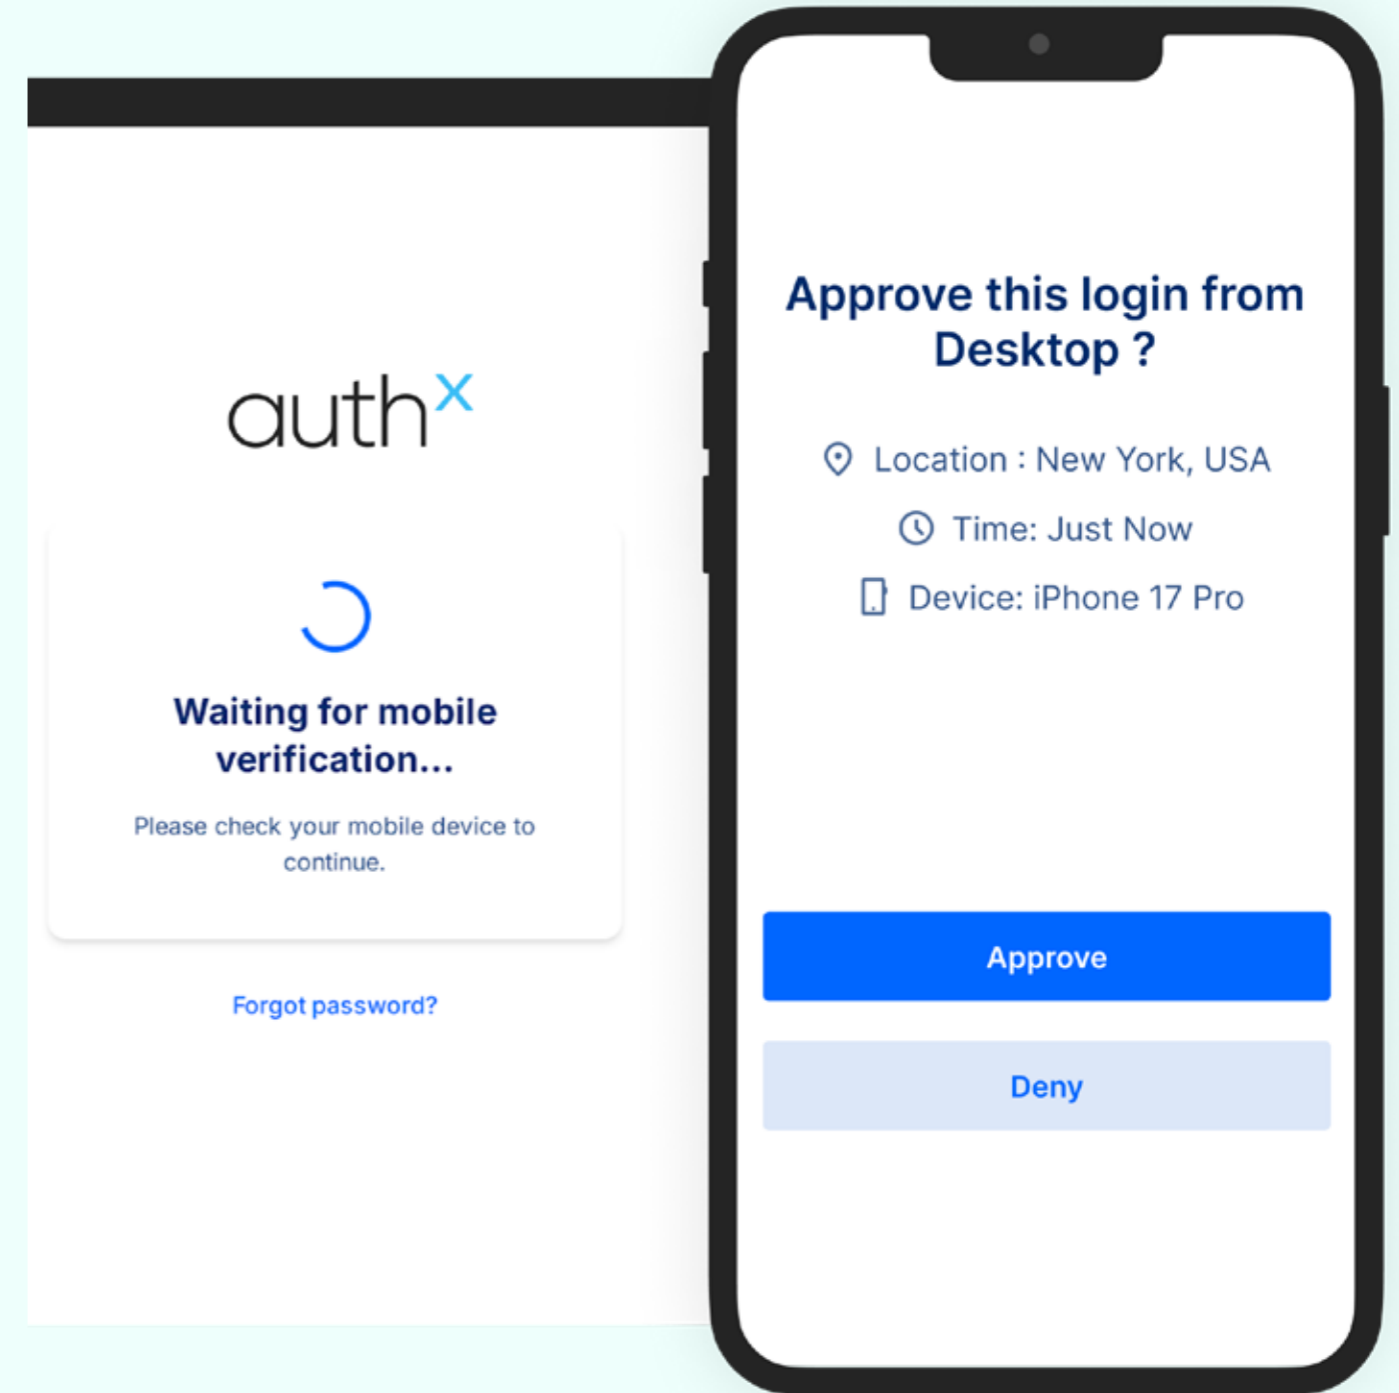 authx
Waiting for mobile
verification...
Please check your mobile device to
continue.
Forgot password?
Approve this login from
Desktop ?
Location : New York, USA
Time: Just Now
Device: iPhone 17 Pro
Approve
Deny